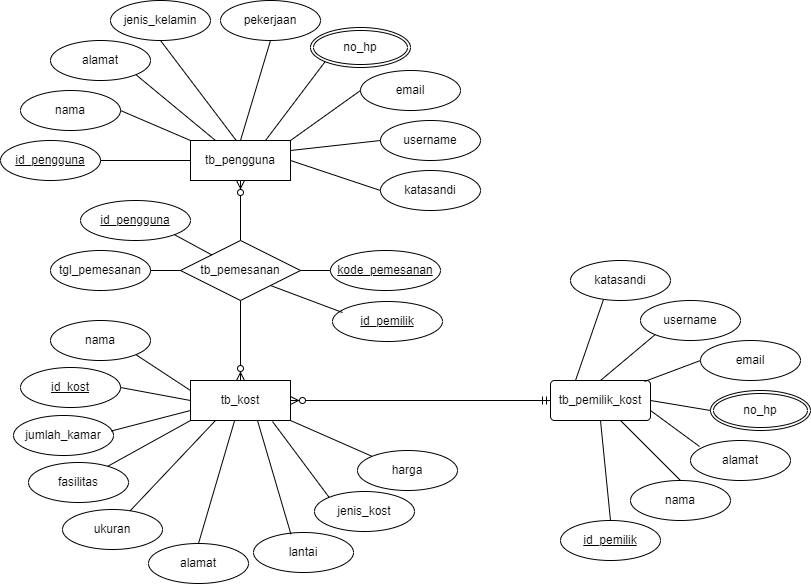 jenis_kelamin
pekerjaan
no_hp
alamat
email
nama
username
id_pengguna
tb_pengguna
katasandi
id_pengguna
tgl_pemesanan
tb_pemesanan
kode_pemesanan
id_pemilik
nama
id_kost
tb_kost
jumlah_kamar
fasilitas
ukuran
alamat
lantai
jenis_kost
harga
katasandi
username
email
tb_pemilik_kost
no_hp
alamat
nama
id_pemilik